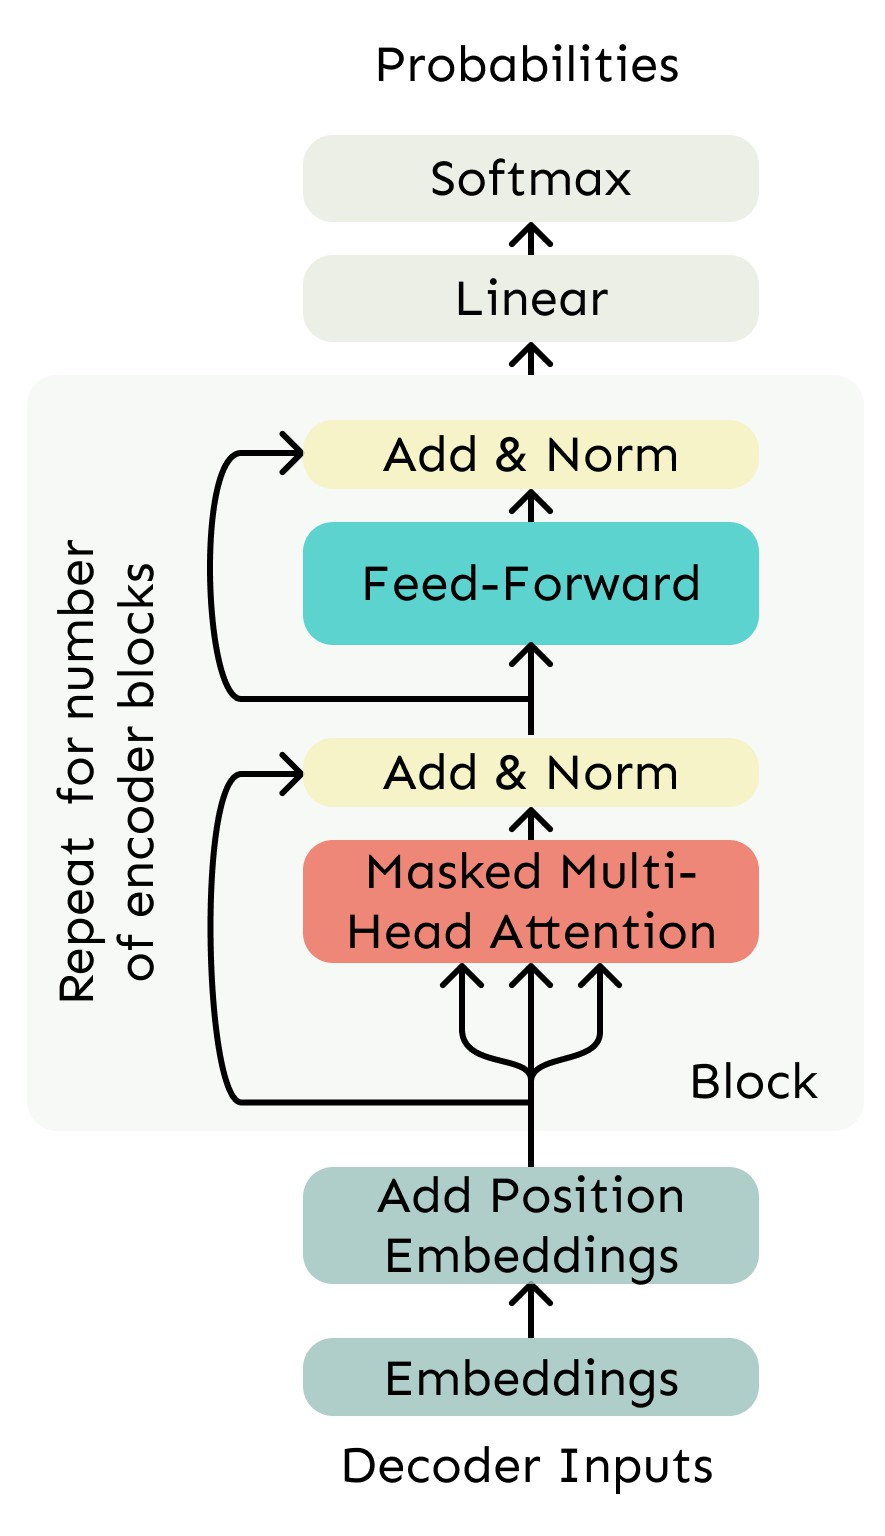 Probabilities
Softmax
Linear
Add & Norm
Feed-Forward
Add & Norm
Masked Multi-
Head Attention
Repeat for number
of encoder blocks
Block
Add Position
Embeddings
Embeddings
Decoder Inputs